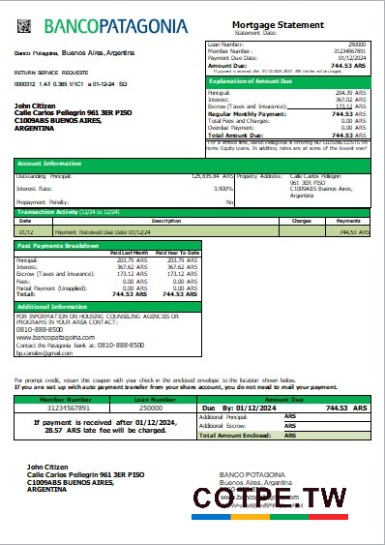 BANCOPATAGONIA
Mortgage Statement
Statement Date:
Banco Potagina, Buenos Aires, Argentina
Loan Number: 250000
Member Number: 31234567891
Payment Due Date: 01/12/2024
Amount Due: 744.53 ARS
RETURN SERVICE REQUESTE
0000312 1 AT 0.365 1/1C1 a 01-12-24 SO
Explanation of Amount Due
Principal: 204.39 ARS
Interest: 367.02 ARS
Escrow (Taxes and Insurance): 173.12 ARS
Regular Monthly Payment: 744.53 ARS
Total Fees and Charges: 0.00 ARS
Overdue Payment: 0.00 ARS
Total Amount Due: 744.53 ARS
John Citizen
Calle Carlos Pellegrin 961 3ER PISO
C1009ABS BUENOS AIRES,
ARGENTINA
Account Information
Outstanding Principal: 125,835.84 ARS
Interest Rate: 3.500%
Prepayment Penalty: No
Property Address: Calle Carlos Pellegrin
961 3ER PISO
C1009ABS Buenos Aires,
Argentina
Transaction Activity (12/24 to 12/24)
Date Description Charges Payments
01/12 Payment Received Due Date 01/12/24 744.53 ARS
Past Payments Breakdown
Paid Last Month Paid Year To Date
Principal: 203.79 ARS 203.79 ARS
Interest: 367.62 ARS 367.62 ARS
Escrow (Taxes and Insurance): 173.12 ARS 173.12 ARS
Fees: 0.00 ARS 0.00 ARS
Partial Payment (Unapplied): 0.00 ARS 0.00 ARS
Total: 744.53 ARS 744.53 ARS
Additional Information
FOR INFORMATION ON HOUSING COUNSELING AGENCIES OR
PROGRAMS IN YOUR AREA CONTACT:
0810-888-8500
www.bancopatagoina.com
Contact the Patagonia bank at: 0810-888-8500
bp.canales@gmail.com
For prompt credit, return this coupon with your check in the enclosed envelope to the location shown below.
If you are set up with auto payment transfer from your share account, you do not need to mail your payment.
Member Number Loan Number Amount Due
31234567891 250000 Due By: 01/12/2024 744.53 ARS
If payment is received after 01/12/2024,
28.57 ARS late fee will be charged.
Additional Principal: ARS
Additional Escrow: ARS
Total Amount Enclosed: ARS
John Citizen
Calle Carlos Pellegrin 961 3ER PISO
C1009ABS BUENOS AIRES,
ARGENTINA
BANCO POTAGOINA
Buenos Aires, Argentina
COTPE.TW